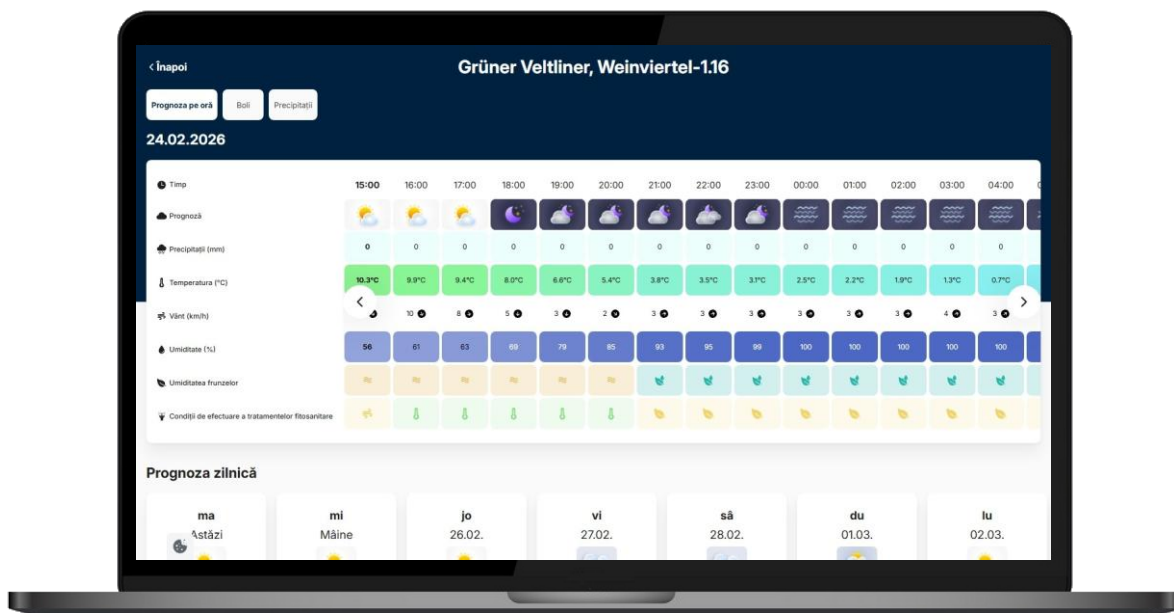 < Înapoi
Grüner Veltliner, Weinviertel-1.16
Prognoza pe oră Boli Precipitații
24.02.2026
Timp 15:00 16:00 17:00 18:00 19:00 20:00 21:00 22:00 23:00 00:00 01:00 02:00 03:00 04:00
Prognoză
Precipitații (mm) 0 0 0 0 0 0 0 0 0 0 0 0 0 0
Temperatura (°C) 10.3°C 9.9°C 9.4°C 8.0°C 6.6°C 5.4°C 3.8°C 3.5°C 3.1°C 2.5°C 2.2°C 1.9°C 1.3°C 0.7°C
Vânt (km/h) 10 8 5 3 2 3 3 3 3 3 3 4 3
Umiditate (%) 56 61 63 69 79 85 93 95 99 100 100 100 100 100
Umiditatea frunzelor
Condiții de efectuare a tratamentelor fitosanitare
Prognoza zilnică
ma mi jo vi sâ du lu
Astăzi Mâine 26.02. 27.02. 28.02. 01.03. 02.03.